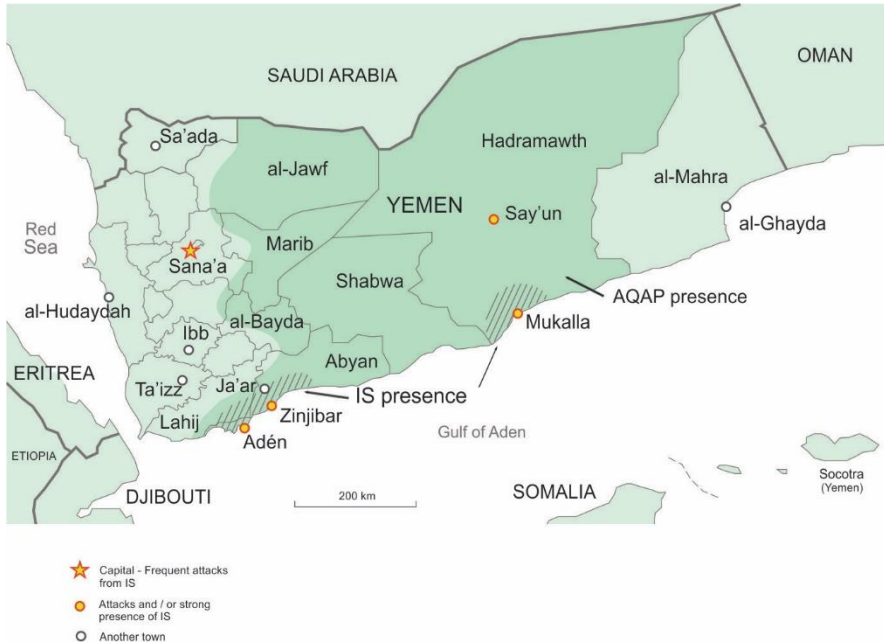 SAUDI ARABIA
OMAN
Sa'ada
Hadramawth
al-Jawf
al-Mahra
YEMEN
Say'un
al-Ghayda
Red
Sea
Marib
Sana'a
Shabwa
AQAP presence
al-Hudaydah
al-Bayda
Mukalla
Ibb
Abyan
ERITREA
Ta'izz
Ja'ar
IS presence
Zinjibar
Lahij
Adén
Gulf of Aden
ETIOPIA
Socotra
(Yemen)
DJIBOUTI
200 km
SOMALIA
Capital - Frequent attacks
from IS
Attacks and / or strong
presence of IS
Another town